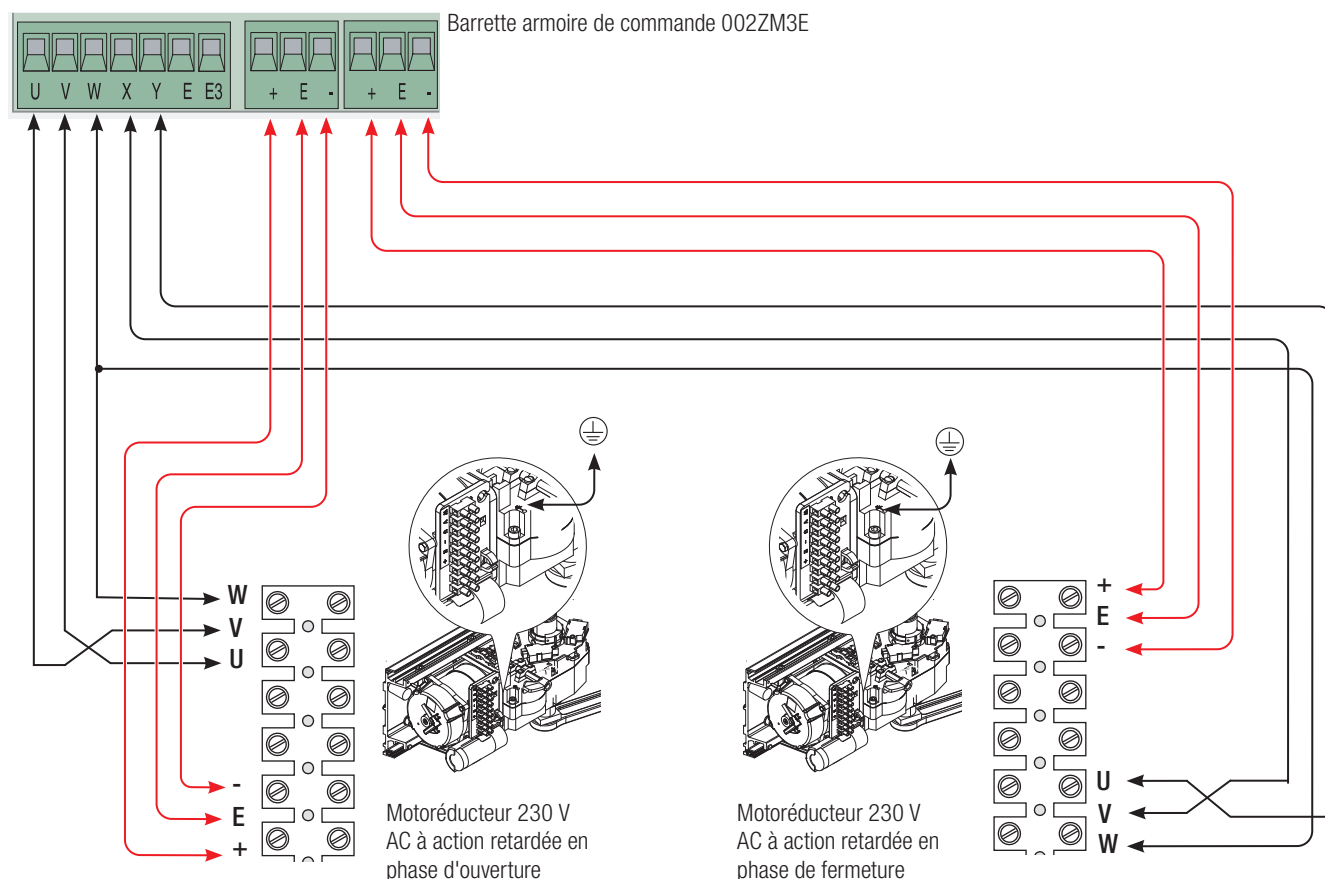 Barrette armoire de commande 002ZM3E
U V W X Y E E3 + E - + E -
W
V
U
-
E
+
Motoréducteur 230 V
AC à action retardée en
phase d'ouverture
Motoréducteur 230 V
AC à action retardée en
phase de fermeture
+
E
-
U
V
W